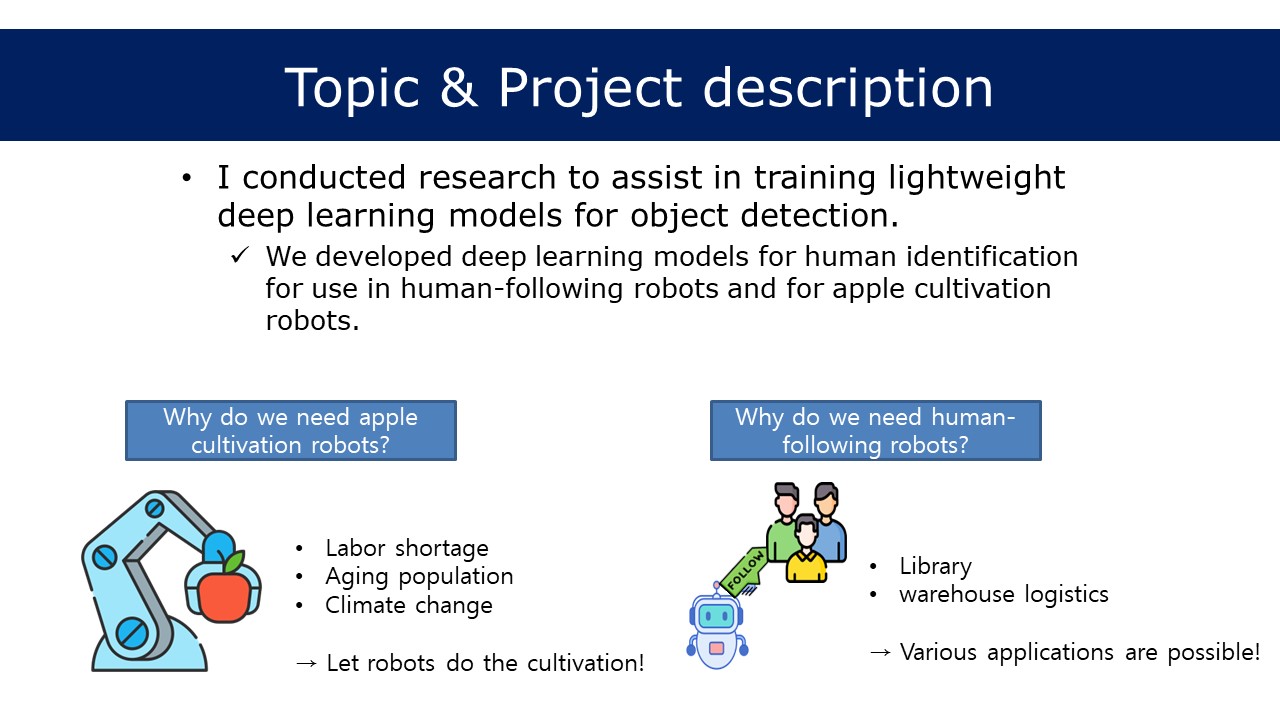 Topic & Project description
• I conducted research to assist in training lightweight
deep learning models for object detection.
✓ We developed deep learning models for human identification
for use in human-following robots and for apple cultivation
robots.
Why do we need apple
cultivation robots?
• Labor shortage
• Aging population
• Climate change
→ Let robots do the cultivation!
Why do we need human-
following robots?
FOLLOW
• Library
• warehouse logistics
→ Various applications are possible!